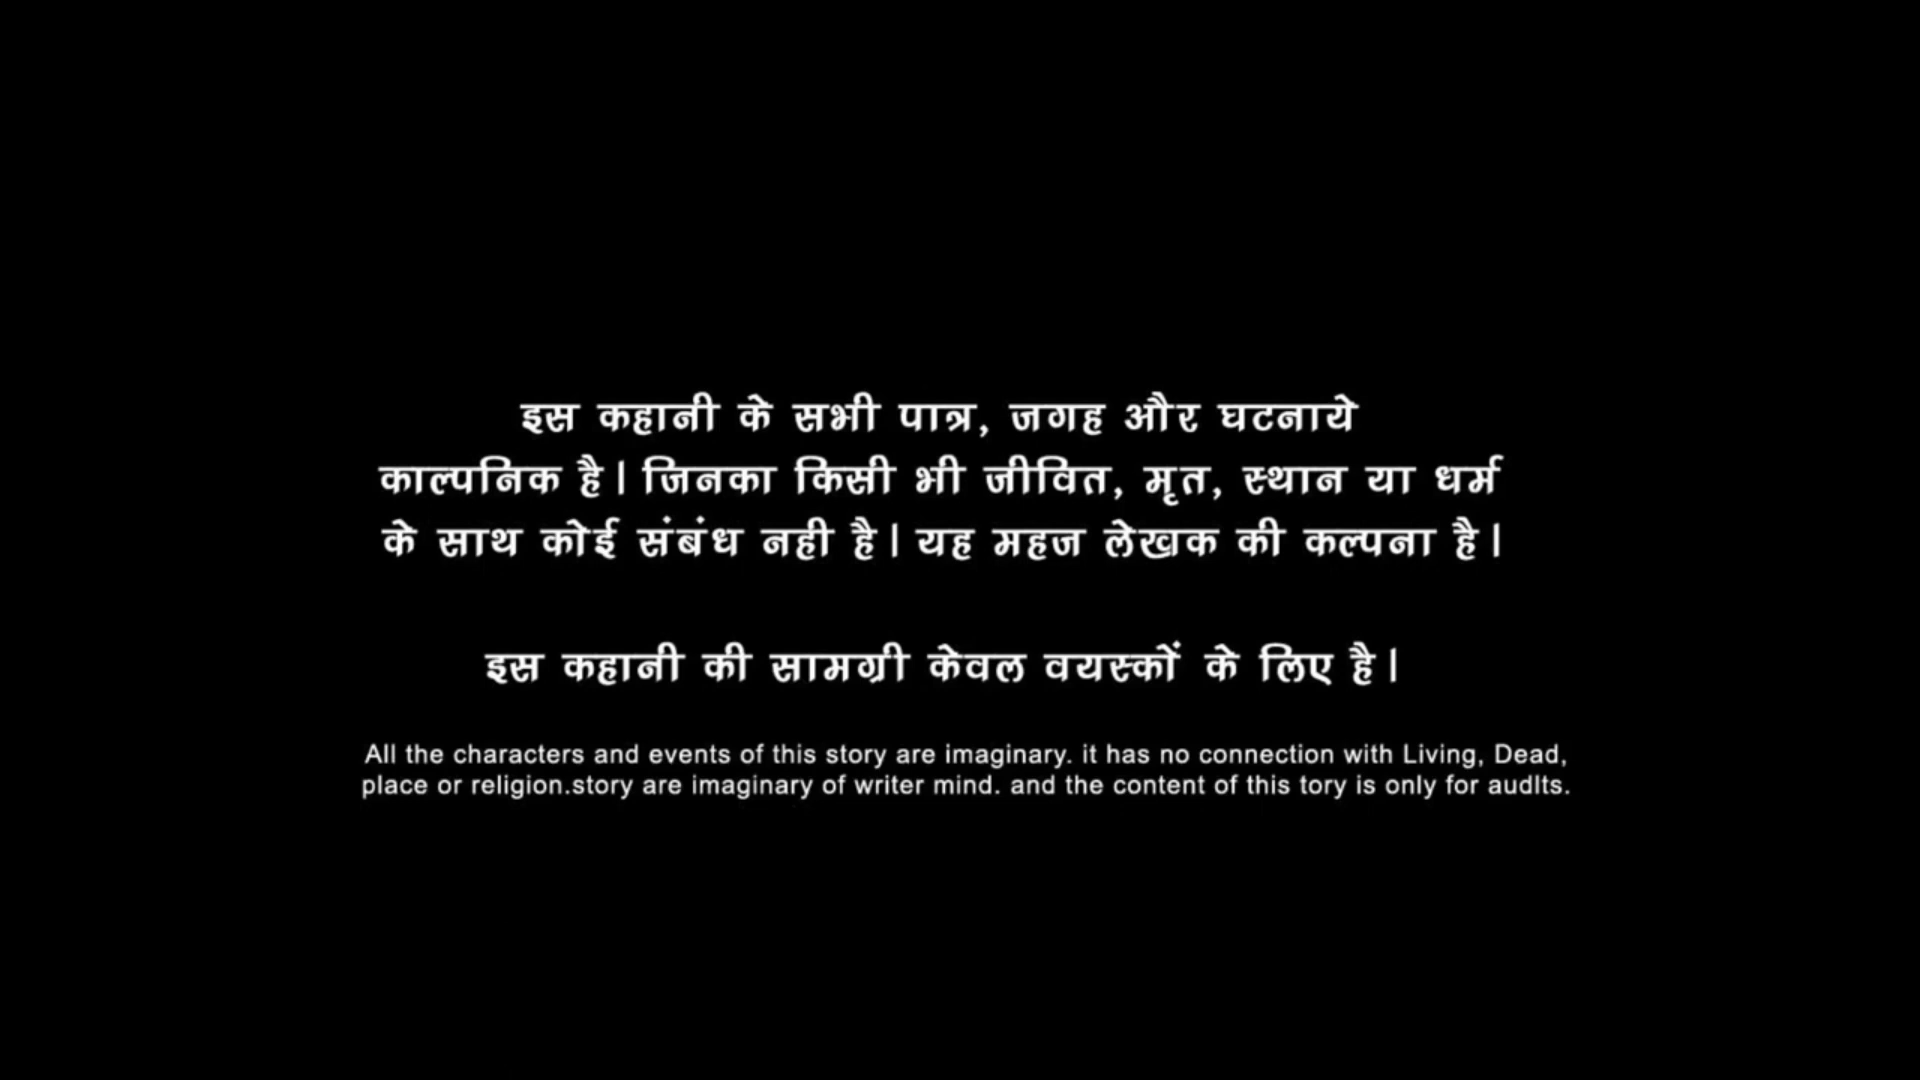 इस कहानी के सभी पात्र, जगह और घटनाये
काल्पनिक है। जिनका किसी भी जीवित, मृत, स्थान या धर्म
के साथ कोई संबंध नही है। यह महज लेखक की कल्पना है।
इस कहानी की सामग्री केवल वयस्कों के लिए है।
All the characters and events of this story are imaginary. it has no connection with Living, Dead,
place or religion.story are imaginary of writer mind. and the content of this tory is only for audlts.